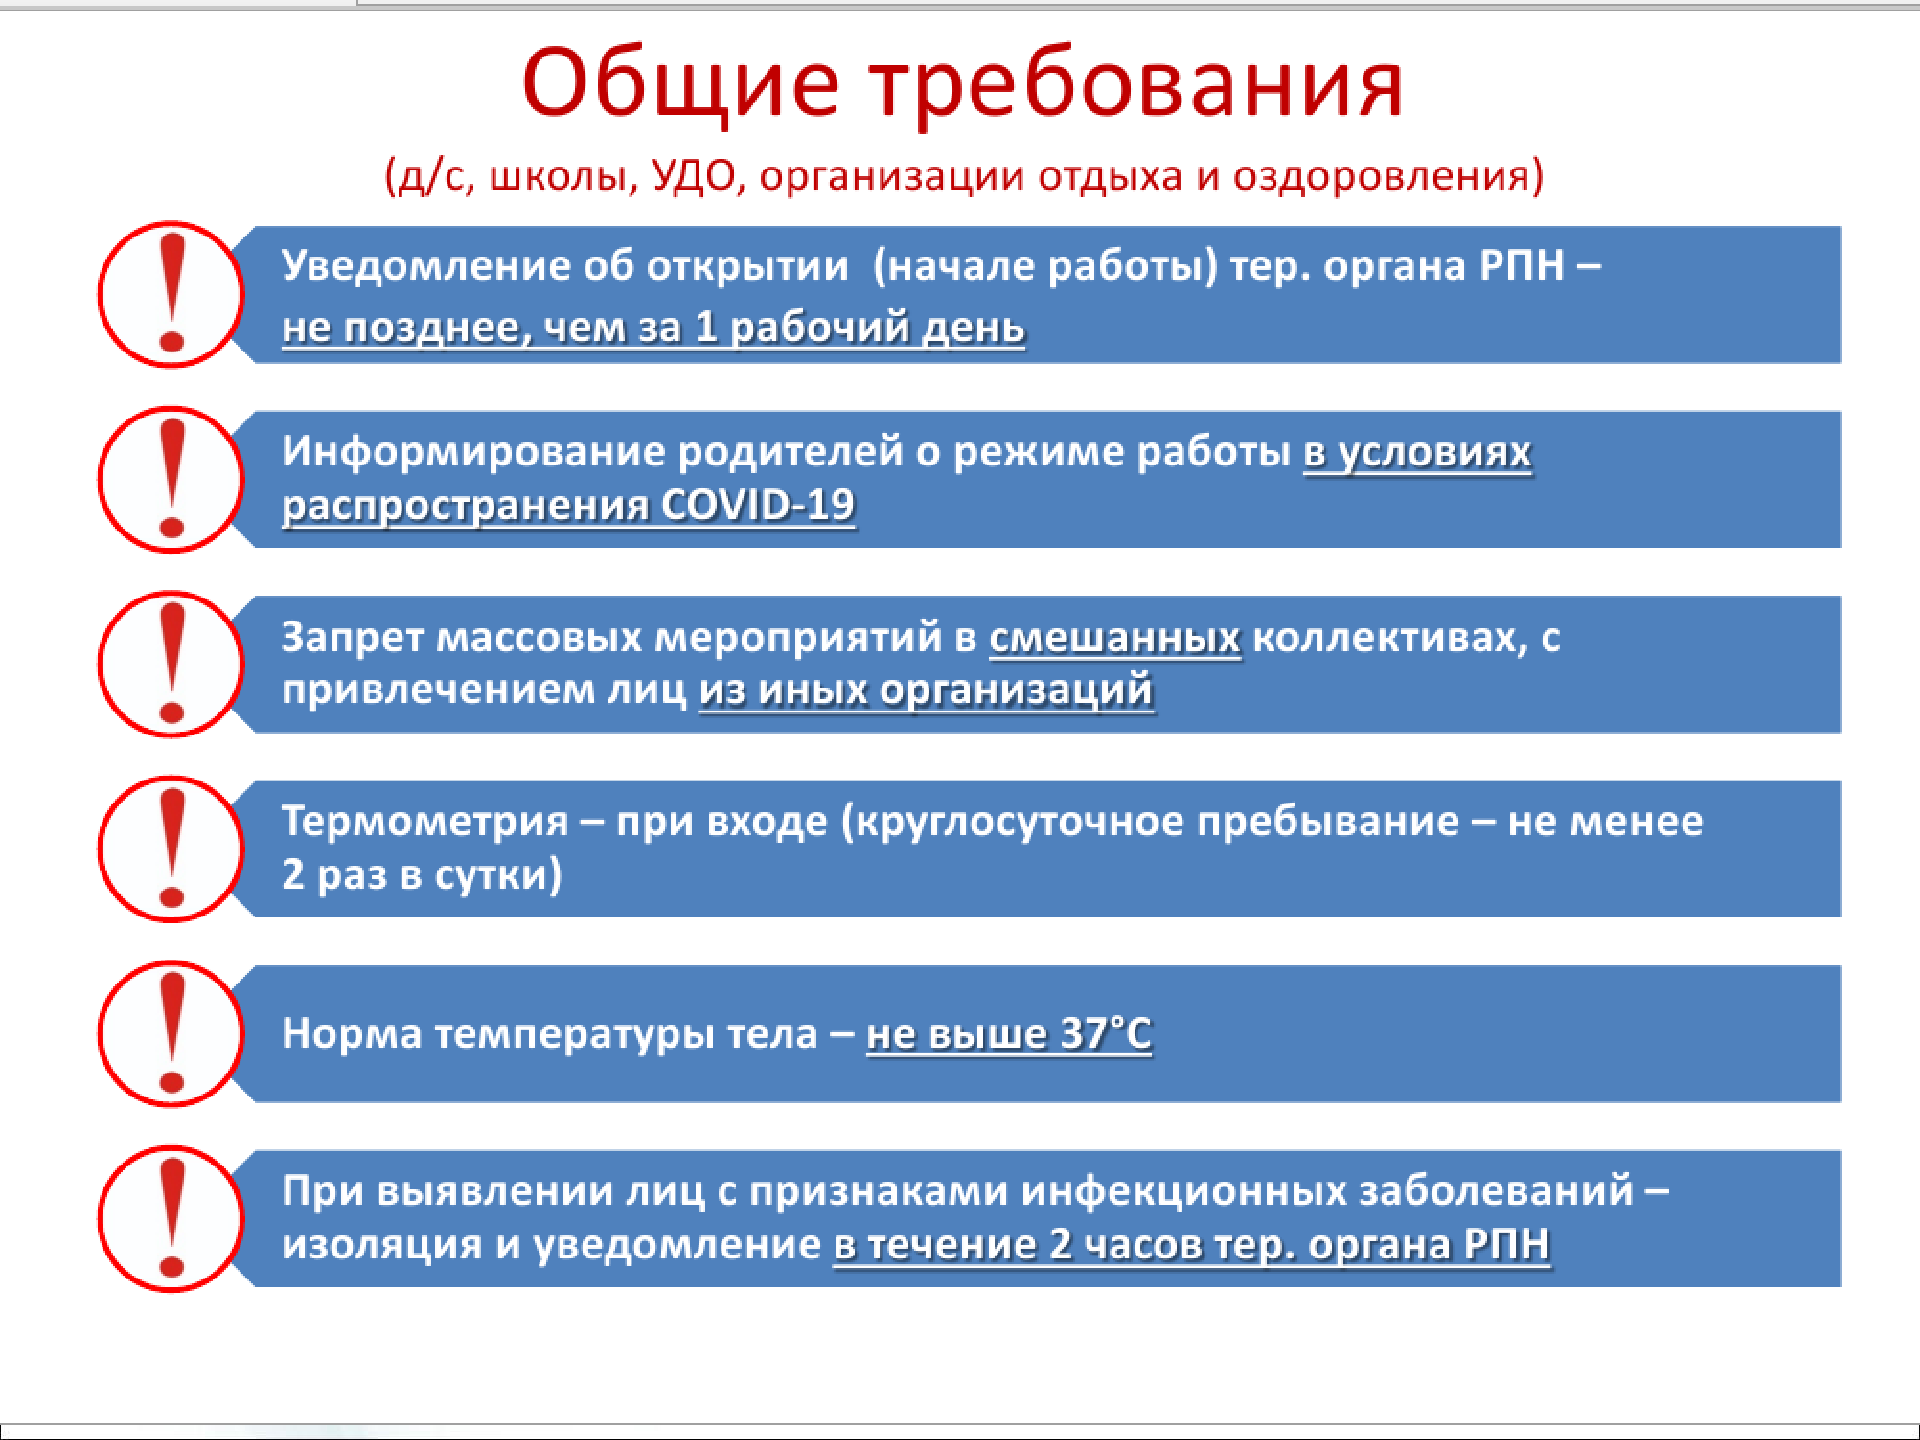 Общие требования
(д/с, школы, УДО, организации отдыха и оздоровления)
Уведомление об открытии (начале работы) тер. органа РПН –
не позднее, чем за 1 рабочий день
Информирование родителей о режиме работы в условиях
распространения COVID-19
Запрет массовых мероприятий в смешанных коллективах, с
привлечением лиц из иных организаций
Термометрия – при входе (круглосуточное пребывание – не менее
2 раз в сутки)
Норма температуры тела – не выше 37°С
При выявлении лиц с признаками инфекционных заболеваний –
изоляция и уведомление в течение 2 часов тер. органа РПН